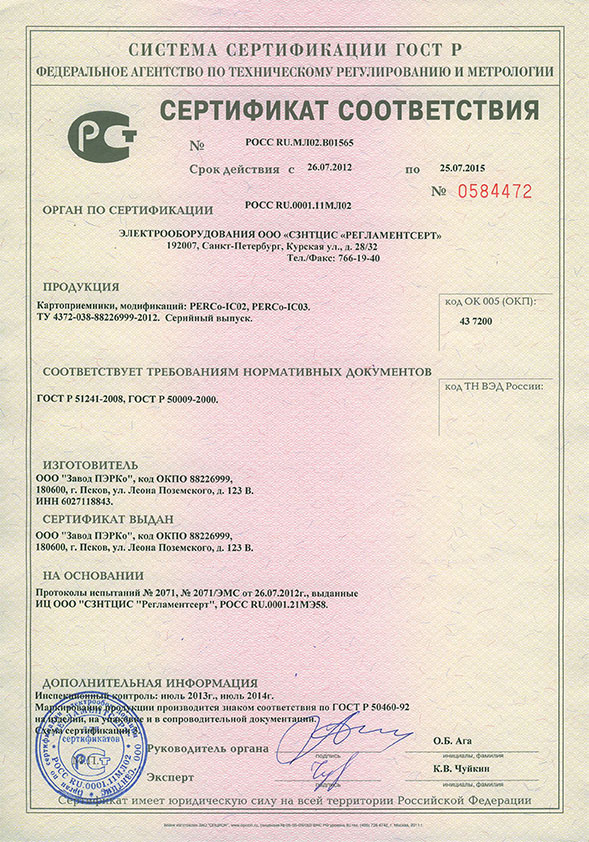 СИСТЕМА СЕРТИФИКАЦИИ ГОСТ Р
ФЕДЕРАЛЬНОЕ АГЕНТСТВО ПО ТЕХНИЧЕСКОМУ РЕГУЛИРОВАНИЮ И МЕТРОЛОГИИ
СЕРТИФИКАТ СООТВЕТСТВИЯ
№ РОСС RU.МЛ02.В01565
Срок действия с 26.07.2012 по 25.07.2015
№ 0584472
ОРГАН ПО СЕРТИФИКАЦИИ РОСС RU.0001.11МЛ02
ЭЛЕКТРООБОРУДОВАНИЯ ООО «СЗНТЦИС «РЕГЛАМЕНТСЕРТ»
192007, Санкт-Петербург, Курская ул., д. 28/32
Тел./Факс: 766-19-40
ПРОДУКЦИЯ
Картоприемники, модификаций: PERCo-IC02, PERCo-IC03.
ТУ 4372-038-88226999-2012. Серийный выпуск.
код ОК 005 (ОКП):
43 7200
СООТВЕТСТВУЕТ ТРЕБОВАНИЯМ НОРМАТИВНЫХ ДОКУМЕНТОВ
ГОСТ Р 51241-2008, ГОСТ Р 50009-2000.
код ТН ВЭД России:
ИЗГОТОВИТЕЛЬ
ООО "Завод ПЭРКо", код ОКПО 88226999,
180600, г. Псков, ул. Леона Поземского, д. 123 В.
ИНН 6027118843.
СЕРТИФИКАТ ВЫДАН
ООО "Завод ПЭРКо", код ОКПО 88226999,
180600, г. Псков, ул. Леона Поземского, д. 123 В.
НА ОСНОВАНИИ
Протоколы испытаний № 2071, № 2071/ЭМС от 26.07.2012г., выданные
ИЦ ООО "СЗНТЦИС "Регламентсерт", РОСС RU.0001.21МЭ58.
ДОПОЛНИТЕЛЬНАЯ ИНФОРМАЦИЯ
Инспекционный контроль: июль 2013г., июль 2014г.
Маркирование продукции производится знаком соответствия по ГОСТ Р 50460-92
на изделии, на упаковке и в сопроводительной документации.
Схема сертификации
Руководитель органа
подпись
О.Б. Ага
инициалы, фамилия
Эксперт
подпись
К.В. Чуйкин
инициалы, фамилия
для сертификатов
М.П.
РОСС RU.0001.11МЛ02
Сертификат имеет юридическую силу на всей территории Российской Федерации